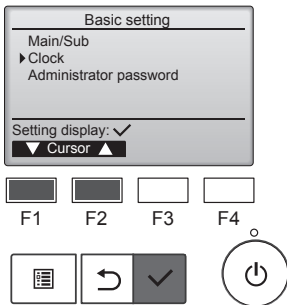 Basic setting
Main/Sub
Clock
Administrator password
Setting display:
Cursor
F1 F2 F3 F4